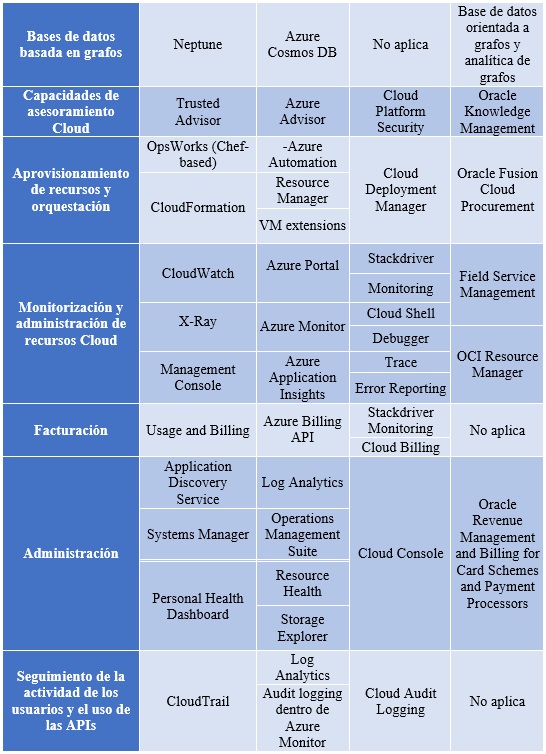 Bases de datos
basada en grafos
Neptune
Azure
Cosmos DB
No aplica
Base de datos
orientada a
grafos y
analítica de
grafos
Capacidades de
asesoramiento
Cloud
Trusted
Advisor
Azure
Advisor
Cloud
Platform
Security
Oracle
Knowledge
Management
Aprovisionamiento
de recursos y
orquestación
OpsWorks (Chef-
based)
CloudFormation
-Azure
Automation
Resource
Manager
VM extensions
Cloud
Deployment
Manager
Oracle Fusion
Cloud
Procurement
Monitorización y
administración de
recursos Cloud
CloudWatch
X-Ray
Management
Console
Azure Portal
Azure Monitor
Azure
Application
Insights
Stackdriver
Monitoring
Cloud Shell
Debugger
Trace
Error Reporting
Field Service
Management
OCI Resource
Manager
Facturación
Usage and Billing
Azure Billing
API
Stackdriver
Monitoring
Cloud Billing
No aplica
Administración
Application
Discovery
Service
Systems Manager
Personal Health
Dashboard
Log Analytics
Operations
Management
Suite
Resource
Health
Storage
Explorer
Cloud Console
Oracle
Revenue
Management
and Billing for
Card Schemes
and Payment
Processors
Seguimiento de la
actividad de los
usuarios y el uso de
las APIs
CloudTrail
Log
Analytics
Audit logging
dentro de
Azure
Monitor
Cloud Audit
Logging
No aplica